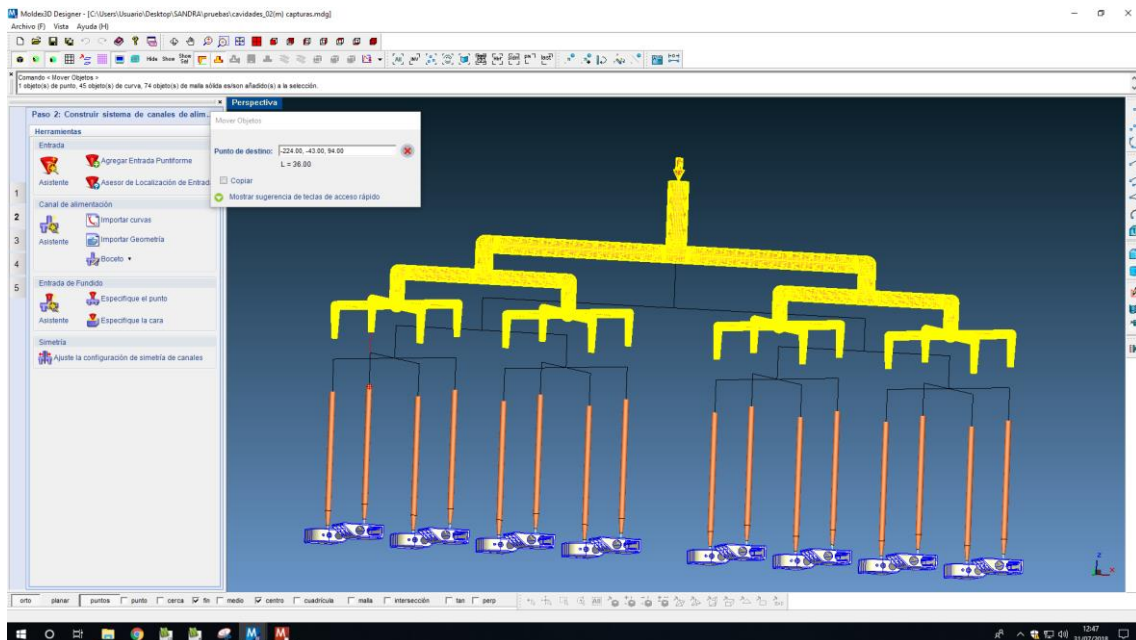 Moldex3D Designer - [C:\Users\Usuario\Desktop\SANDRA\pruebas\cavidades_02(m) capturas.mdg]
Archivo (F) Vista Ayuda (H)
Hide Show Show Sel
Comando < Mover Objetos >
1 objeto(s) de punto, 45 objeto(s) de curva, 74 objeto(s) de malla sólida es/son añadido(s) a la selección.
Perspectiva
Paso 2: Construir sistema de canales de alim...
Mover Objetos
Herramientas
Entrada
Punto de destino: -224.00, -43.00, 94.00
L = 36.00
Agregar Entrada Puntiforme
Asistente
Asesor de Localización de Entrad
Copiar
Mostrar sugerencia de teclas de acceso rápido
1
2
3
4
5
Canal de alimentación
Importar curvas
Asistente
Importar Geometría
Boceto
Entrada de Fundido
Especifique el punto
Asistente
Especifique la cara
Simetría
Ajuste la configuración de simetría de canales
z
x
orto planar puntos punto cerca fin medio centro cuadrícula malla intersección tan perp
12:47
31/07/2018